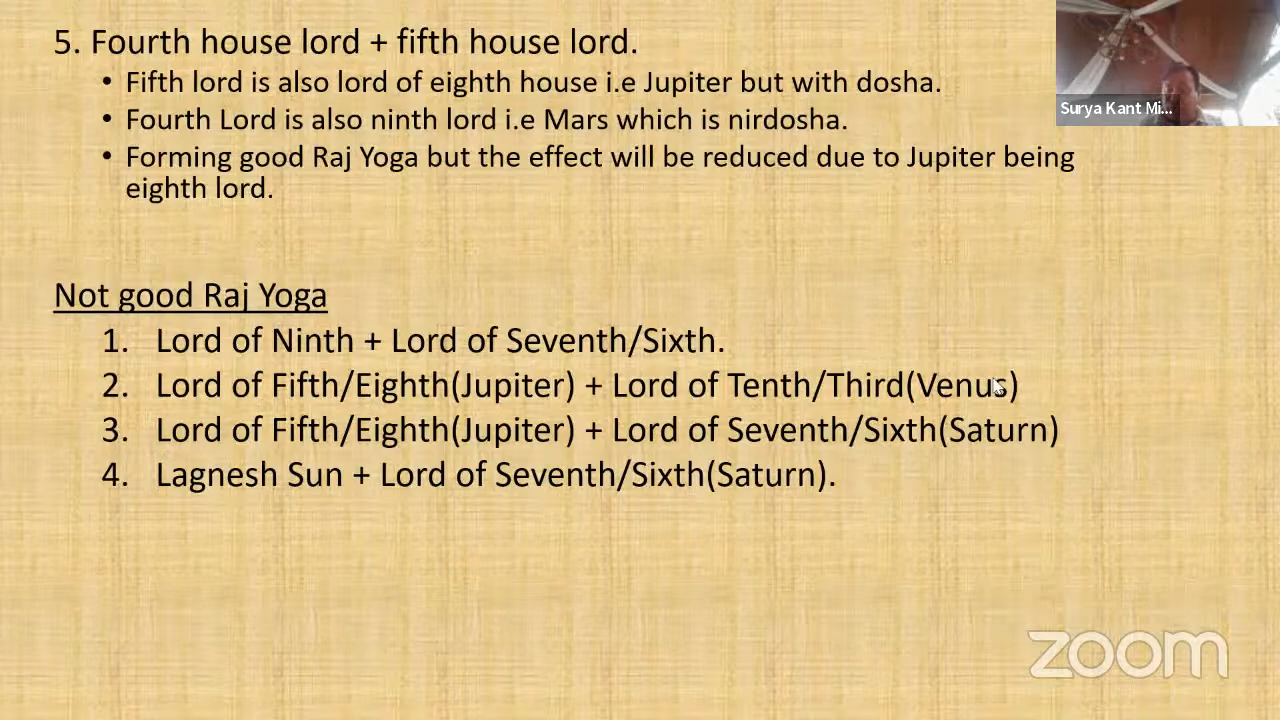 5. Fourth house lord + fifth house lord.
• Fifth lord is also lord of eighth house i.e Jupiter but with dosha.
• Fourth Lord is also ninth lord i.e Mars which is nirdosha.
• Forming good Raj Yoga but the effect will be reduced due to Jupiter being
eighth lord.
Surya Kant Mi...
Not good Raj Yoga
1. Lord of Ninth + Lord of Seventh/Sixth.
2. Lord of Fifth/Eighth(Jupiter) + Lord of Tenth/Third(Venus)
3. Lord of Fifth/Eighth(Jupiter) + Lord of Seventh/Sixth(Saturn)
4. Lagnesh Sun + Lord of Seventh/Sixth(Saturn).
zoom